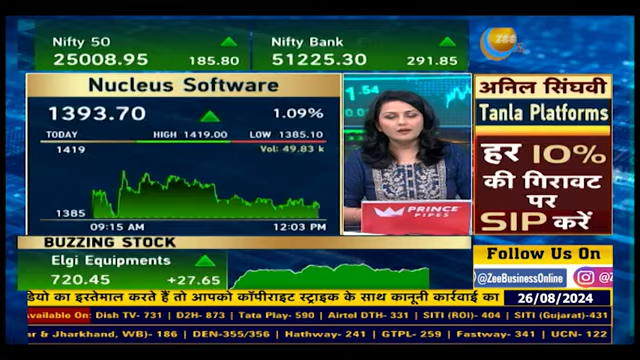 Nifty 50
25008.95 185.80
Nifty Bank
51225.30 291.85
ZEE
Nucleus Software
1393.70 1.09%
TODAY HIGH 1419.00 LOW 1385.10
1419 Vol: 49.83 k
1385
09:15 AM 12:03 PM
1.54
PRINCE
PIPES
अनिल सिंघवी
Tanla Platforms
हर 10%
की गिरावट
पर
SIP करें
BUZZING STOCK
Elgi Equipments
720.45 +27.65
Follow Us On
@ZeeBusinessOnline @Z
डियो का इस्तेमाल करते हैं तो आपको कॉपीराइट स्ट्राइक के साथ कानूनी कार्रवाई का
26/08/2024
Available On: Dish TV- 731 | D2H- 873 | Tata Play- 590 | Airtel DTH- 331 | SITI (ROI) - 404 | SITI (Gujarat)-431
ar & Jharkhand, WB)- 186 | DEN-355/356 | Hathway- 241 | GTPL- 259 | Fastway- 341 | UCN- 122